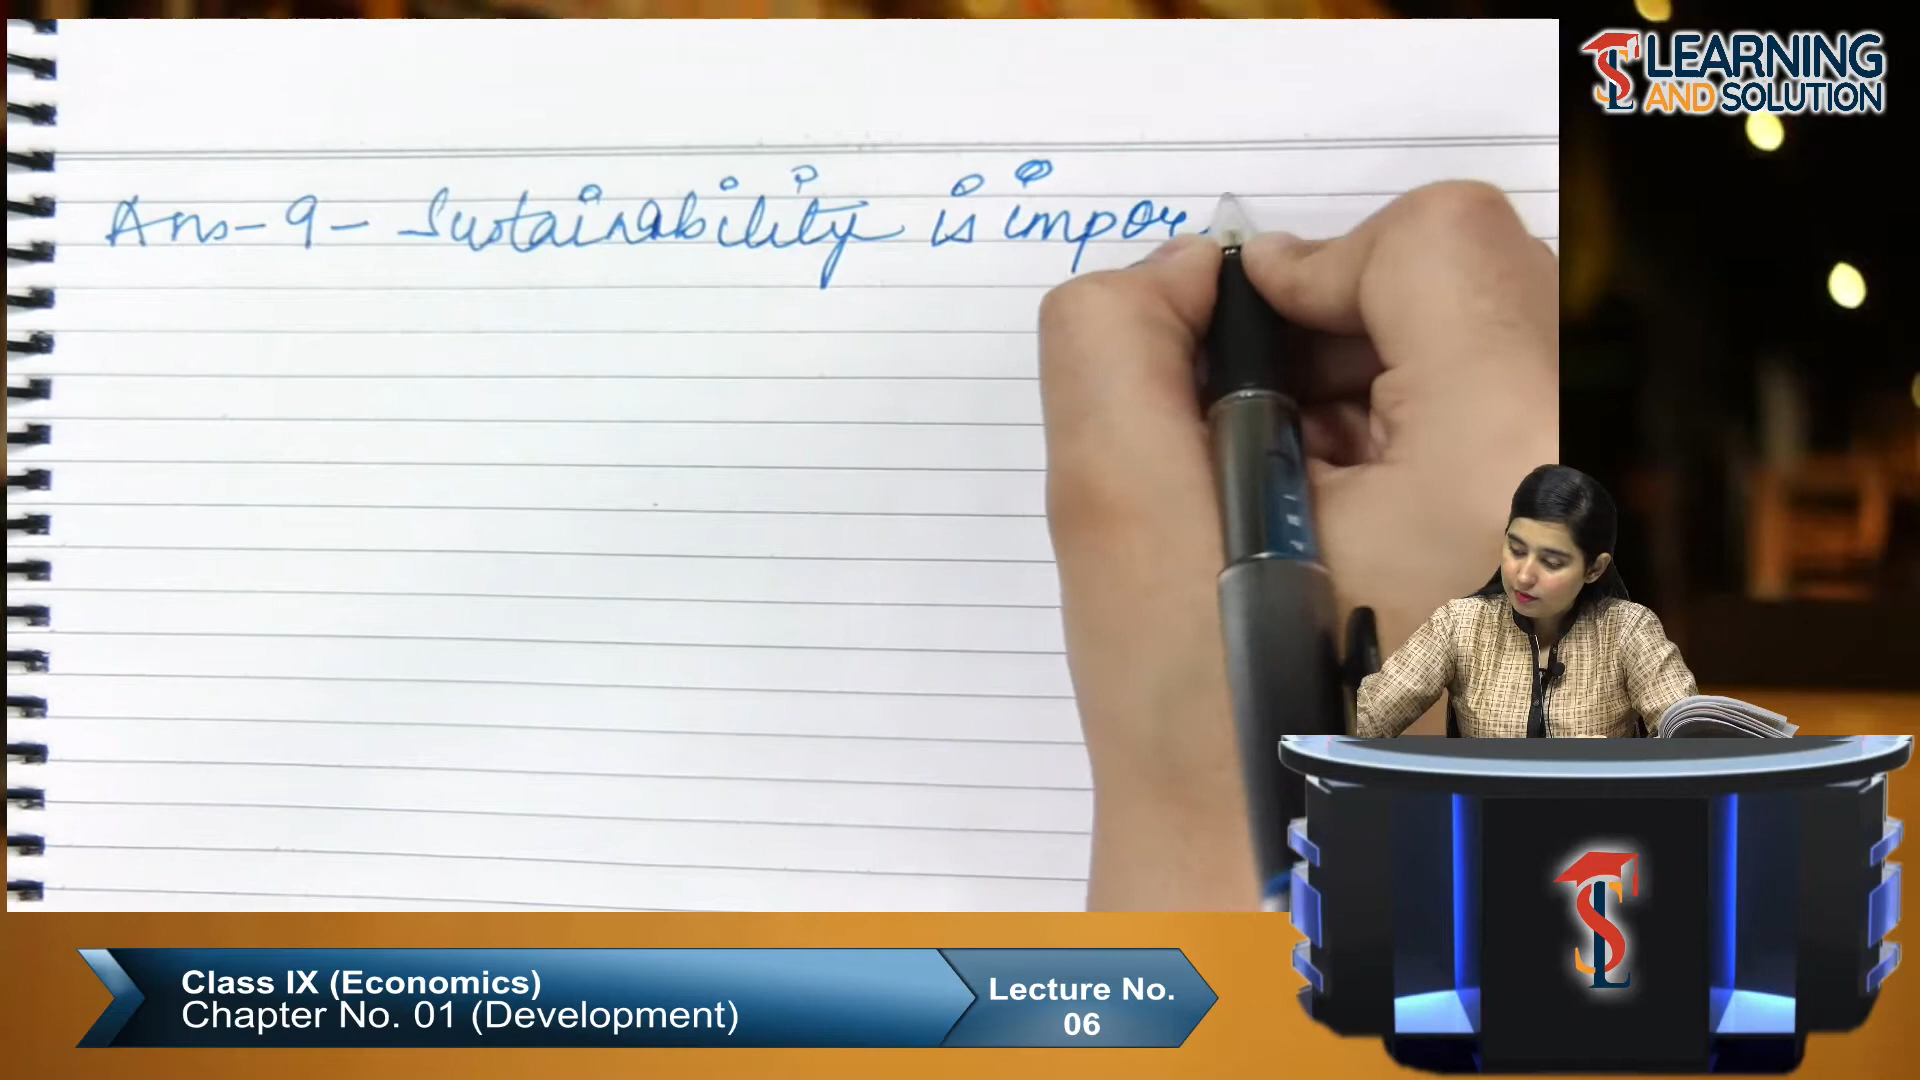 LEARNING
AND SOLUTION
Ans-9- Sustainability is impor
Class IX (Economics)
Chapter No. 01 (Development)
Lecture No.
06